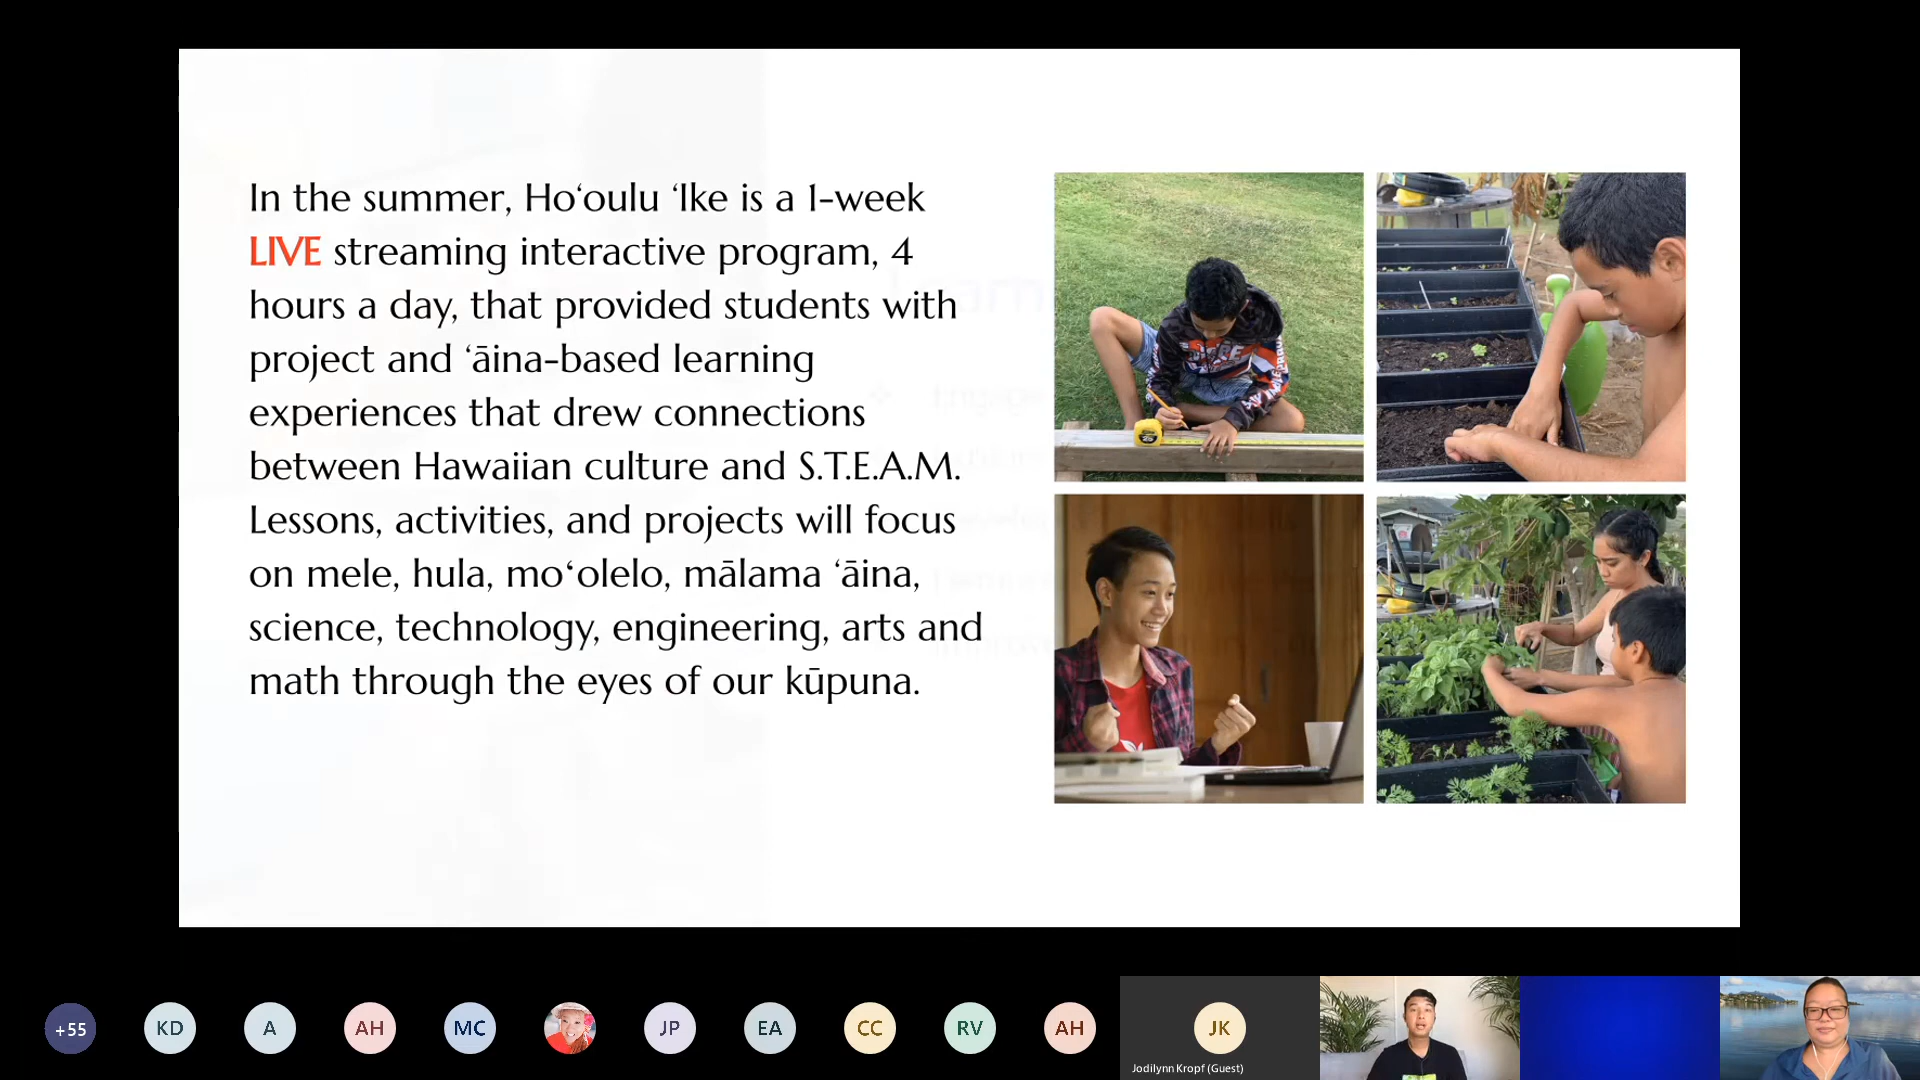 In the summer, Hoʻoulu ʻIke is a 1-week
LIVE streaming interactive program, 4
hours a day, that provided students with
project and ʻāina-based learning
experiences that drew connections
between Hawaiian culture and S.T.E.A.M.
Lessons, activities, and projects will focus
on mele, hula, moʻolelo, mālama ʻāina,
science, technology, engineering, arts and
math through the eyes of our kūpuna.
+55
KD
A
AH
MC
JP
EA
CC
RV
AH
JK
Jodilynn Kropf (Guest)